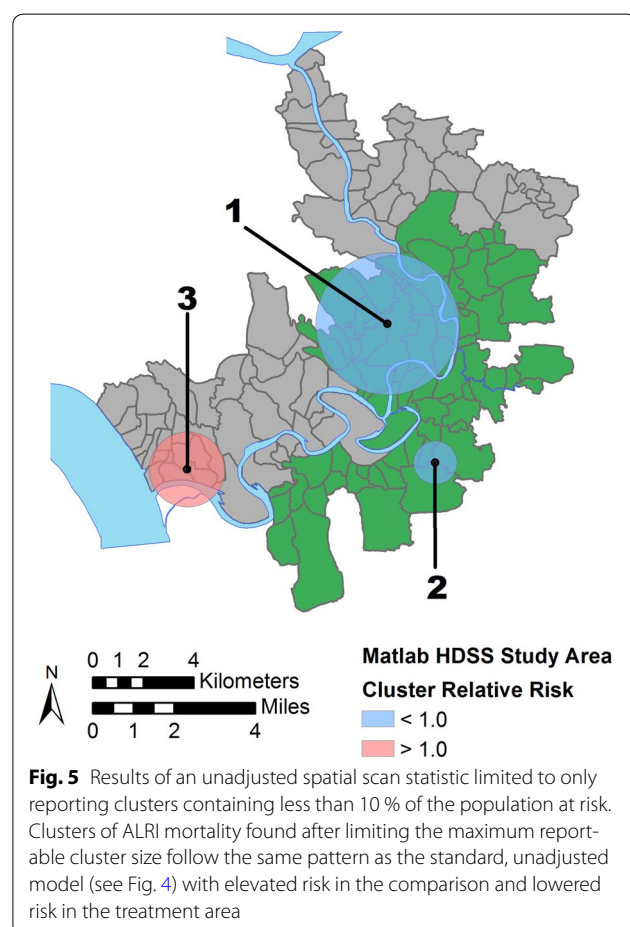 1
3
2
N
0 1 2 4
Kilometers
Miles
0 1 2 4
Matlab HDSS Study Area
Cluster Relative Risk
< 1.0
> 1.0
Fig. 5 Results of an unadjusted spatial scan statistic limited to only
reporting clusters containing less than 10 % of the population at risk.
Clusters of ALRI mortality found after limiting the maximum report-
able cluster size follow the same pattern as the standard, unadjusted
model (see Fig. 4) with elevated risk in the comparison and lowered
risk in the treatment area